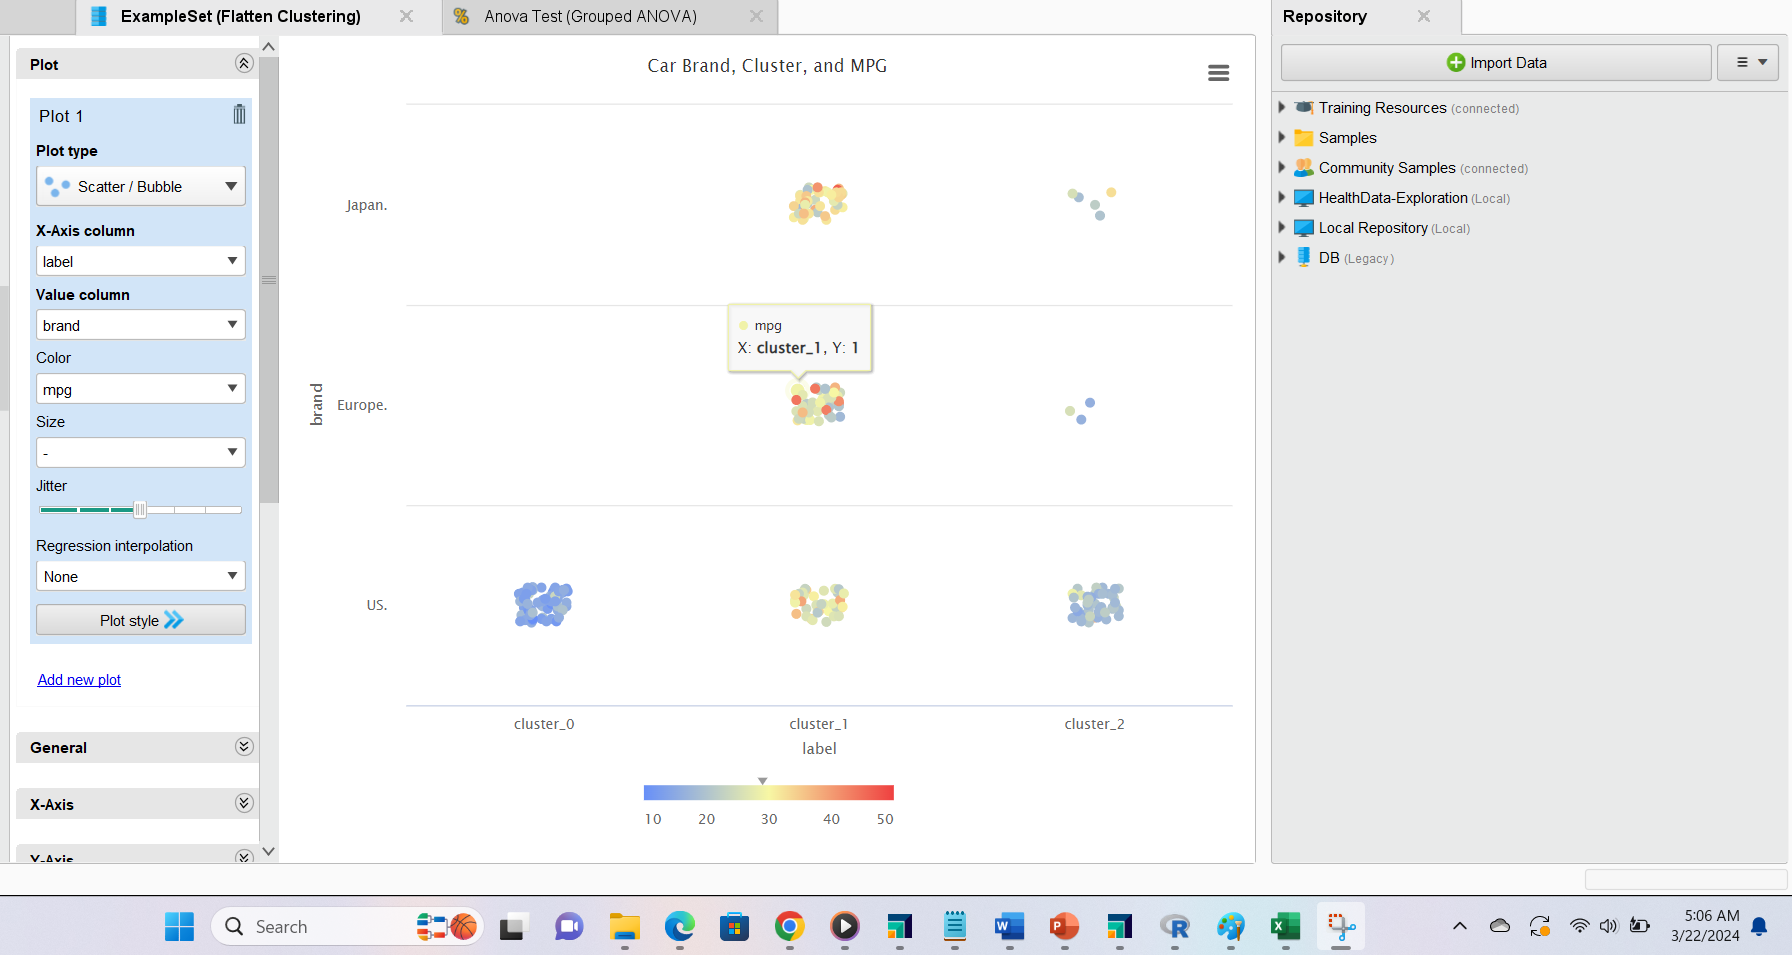 ExampleSet (Flatten Clustering)
Anova Test (Grouped ANOVA)
Repository
Plot
Plot 1
Plot type
Scatter / Bubble
X-Axis column
label
Value column
brand
Color
mpg
Size
-
Jitter
Regression interpolation
None
Plot style
Add new plot
General
X-Axis
Y-Axis
Car Brand, Cluster, and MPG
Japan.
mpg
X: cluster_1, Y: 1
brand
Europe.
US.
cluster_0 cluster_1 cluster_2
label
10 20 30 40 50
Import Data
Training Resources (connected)
Samples
Community Samples (connected)
HealthData-Exploration (Local)
Local Repository (Local)
DB (Legacy)
Search
5:06 AM
3/22/2024